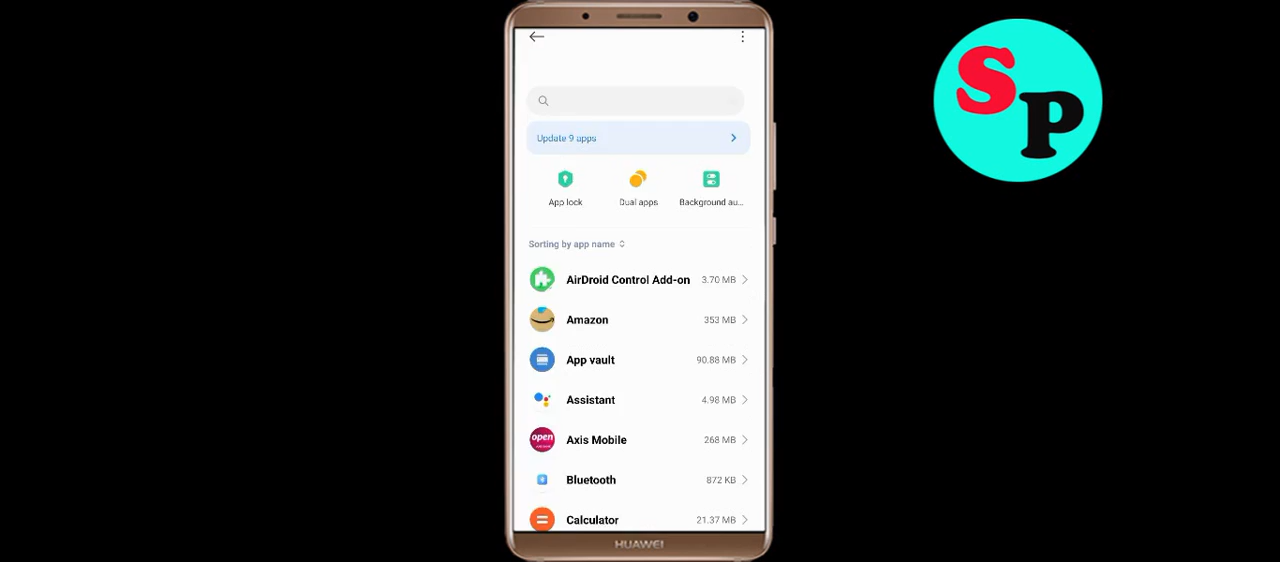 SP
Update 9 apps
App lock
Dual apps
Background au...
Sorting by app name
AirDroid Control Add-on 3.70 MB
Amazon 353 MB
App vault 90.88 MB
Assistant 4.98 MB
open Axis Mobile 268 MB
Bluetooth 872 KB
Calculator 21.37 MB
HUAWEI